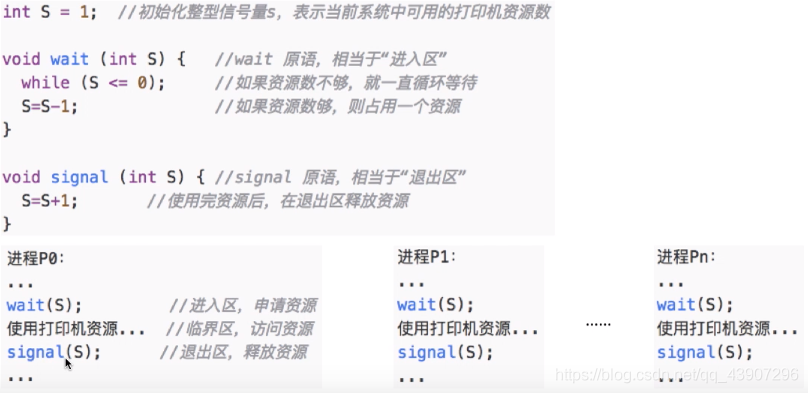 int S = 1;  //初始化整型信号量s，表示当前系统中可用的打印机资源数
void wait (int S) {   //wait 原语，相当于“进入区”
while (S <= 0);     //如果资源数不够，就一直循环等待
S=S-1;              //如果资源数够，则占用一个资源
}
void signal (int S) { //signal 原语，相当于“退出区”
S=S+1;        //使用完资源后，在退出区释放资源
}
进程P0：
...
wait(S);         //进入区，申请资源
使用打印机资源...  //临界区，访问资源
signal(S);      //退出区，释放资源
...
进程P1：
...
wait(S);
使用打印机资源...
signal(S);
...
......
进程Pn：
...
wait(S);
使用打印机资源...
signal(S);
...
https://blog.csdn.net/qq_43907296